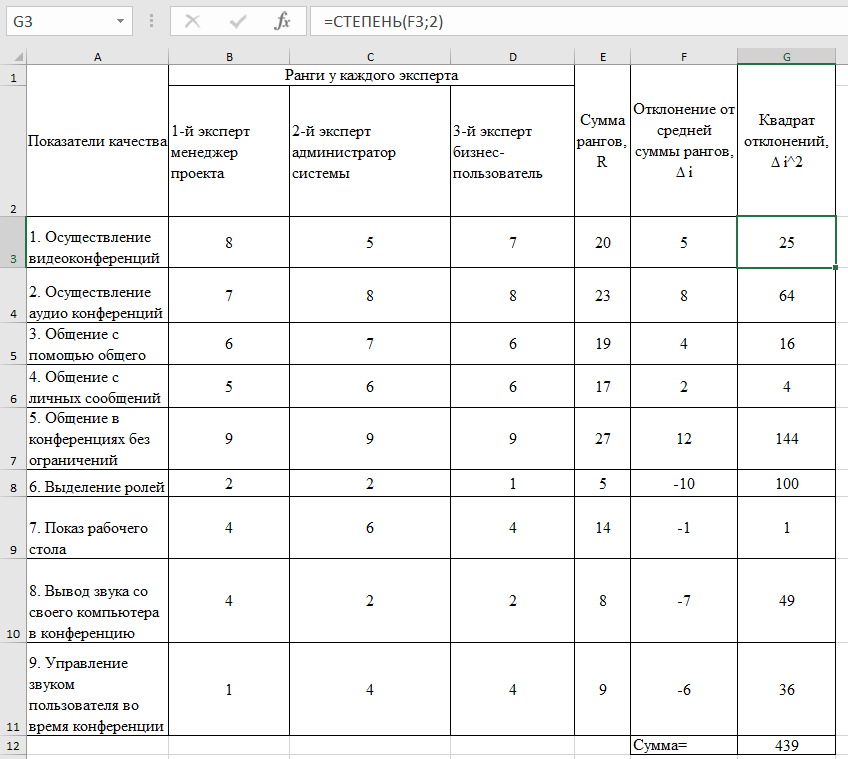 G3
fx
=СТЕПЕНЬ(F3;2)
A B C D E F G
1
Ранги у каждого эксперта
2
Показатели качества
1-й эксперт
менеджер
проекта
2-й эксперт
администратор
системы
3-й эксперт
бизнес-
пользователь
Сумма
рангов,
R
Отклонение от
средней
суммы рангов,
Δ i
Квадрат
отклонений,
Δ i^2
3
1. Осуществление
видеоконференций
8 5 7 20 5 25
4
2. Осуществление
аудио конференций
7 8 8 23 8 64
5
3. Общение с
помощью общего
6 7 6 19 4 16
6
4. Общение с
личных сообщений
5 6 6 17 2 4
7
5. Общение в
конференциях без
ограничений
9 9 9 27 12 144
8
6. Выделение ролей
2 2 1 5 -10 100
9
7. Показ рабочего
стола
4 6 4 14 -1 1
10
8. Вывод звука со
своего компьютера
в конференцию
4 2 2 8 -7 49
11
9. Управление
звуком
пользователя во
время конференции
1 4 4 9 -6 36
12
Сумма= 439